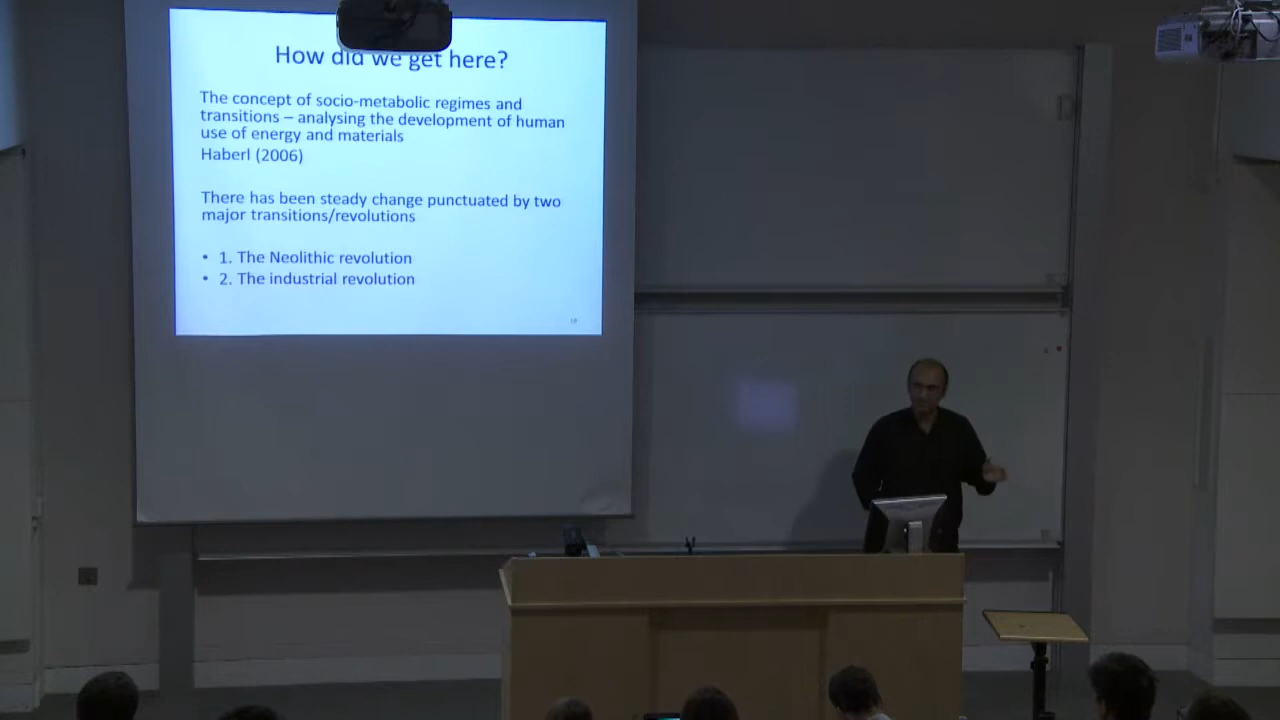 How did we get here?
The concept of socio-metabolic regimes and
transitions – analysing the development of human
use of energy and materials
Haberl (2006)
There has been steady change punctuated by two
major transitions/revolutions
• 1. The Neolithic revolution
• 2. The industrial revolution